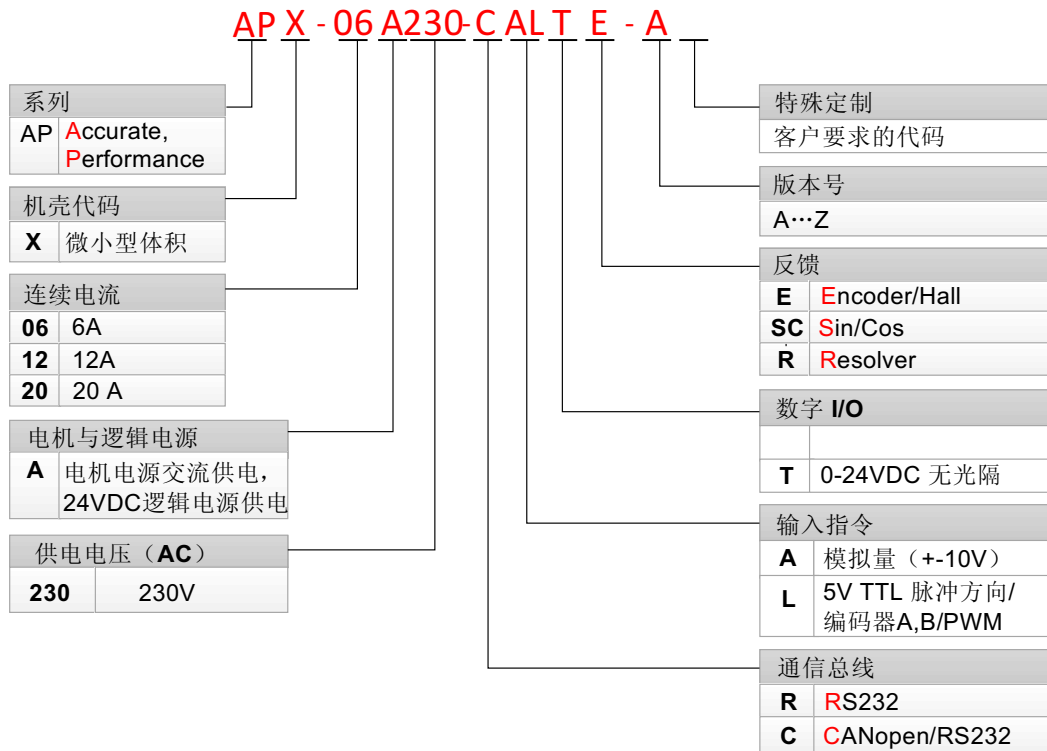 APX-06A230-CALTE-A
系列
AP Accurate,
Performance
机壳代码
X 微小型体积
连续电流
06 6A
12 12A
20 20 A
电机与逻辑电源
A 电机电源交流供电,
24VDC逻辑电源供电
供电电压（AC）
230 230V
特殊定制
客户要求的代码
版本号
A…Z
反馈
E Encoder/Hall
SC Sin/Cos
R Resolver
数字 I/O
T 0-24VDC 无光隔
输入指令
A 模拟量（+-10V）
L 5V TTL 脉冲方向/
编码器A,B/PWM
通信总线
R RS232
C CANopen/RS232